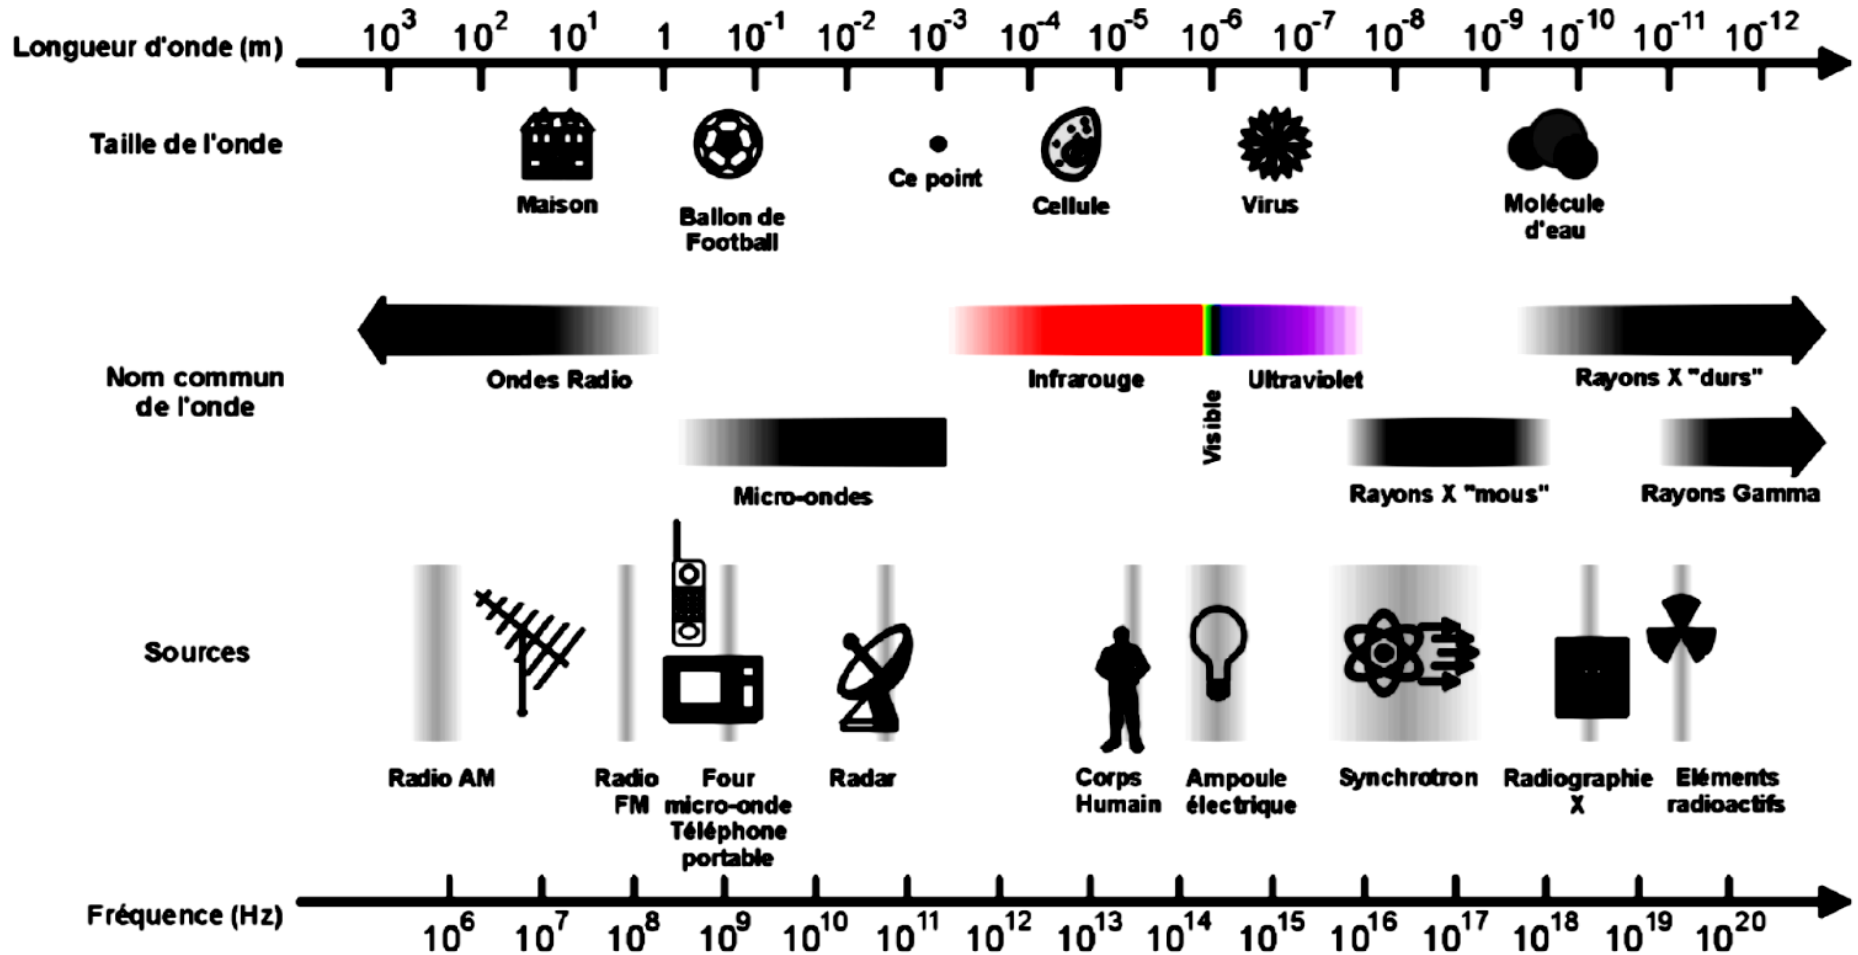 Longueur d'onde (m) 10³ 10² 10¹ 1 10⁻¹ 10⁻² 10⁻³ 10⁻⁴ 10⁻⁵ 10⁻⁶ 10⁻⁷ 10⁻⁸ 10⁻⁹ 10⁻¹⁰ 10⁻¹¹ 10⁻¹²
Taille de l'onde
Maison
Ballon de
Football
Ce point
Cellule
Virus
Molécule
d'eau
Nom commun
de l'onde
Ondes Radio
Infrarouge
Visible
Ultraviolet
Rayons X "durs"
Micro-ondes
Rayons X "mous"
Rayons Gamma
Sources
Radio AM
Radio
FM
Four
micro-onde
Téléphone
portable
Radar
Corps
Humain
Ampoule
électrique
Synchrotron
Radiographie
X
Eléments
radioactifs
Fréquence (Hz) 10⁶ 10⁷ 10⁸ 10⁹ 10¹⁰ 10¹¹ 10¹² 10¹³ 10¹⁴ 10¹⁵ 10¹⁶ 10¹⁷ 10¹⁸ 10¹⁹ 10²⁰